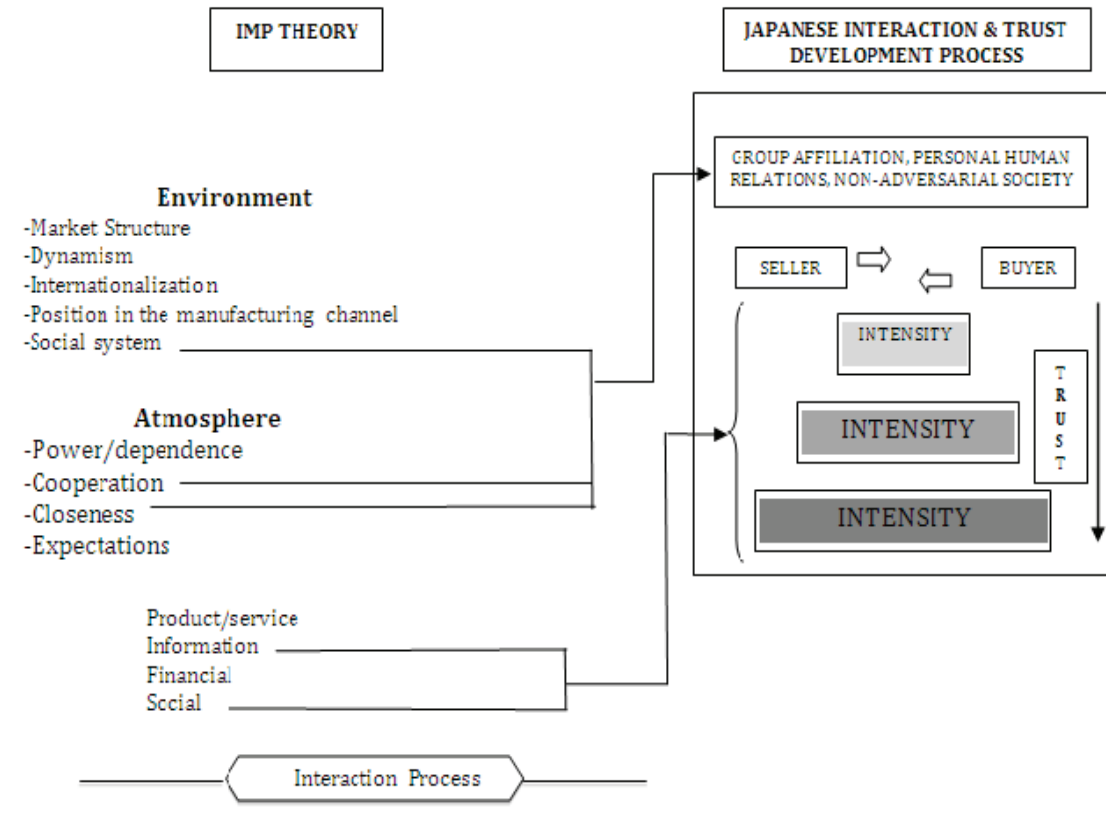 IMP THEORY
JAPANESE INTERACTION & TRUST
DEVELOPMENT PROCESS
GROUP AFFILIATION, PERSONAL HUMAN
RELATIONS, NON-ADVERSARIAL SOCIETY
Environment
-Market Structure
-Dynamism
-Internationalization
-Position in the manufacturing channel
-Social system
SELLER
BUYER
INTENSITY
INTENSITY
INTENSITY
T
R
U
S
T
Atmosphere
-Power/dependence
-Cooperation
-Closeness
-Expectations
Product/service
Information
Financial
Sccial
Interaction Process